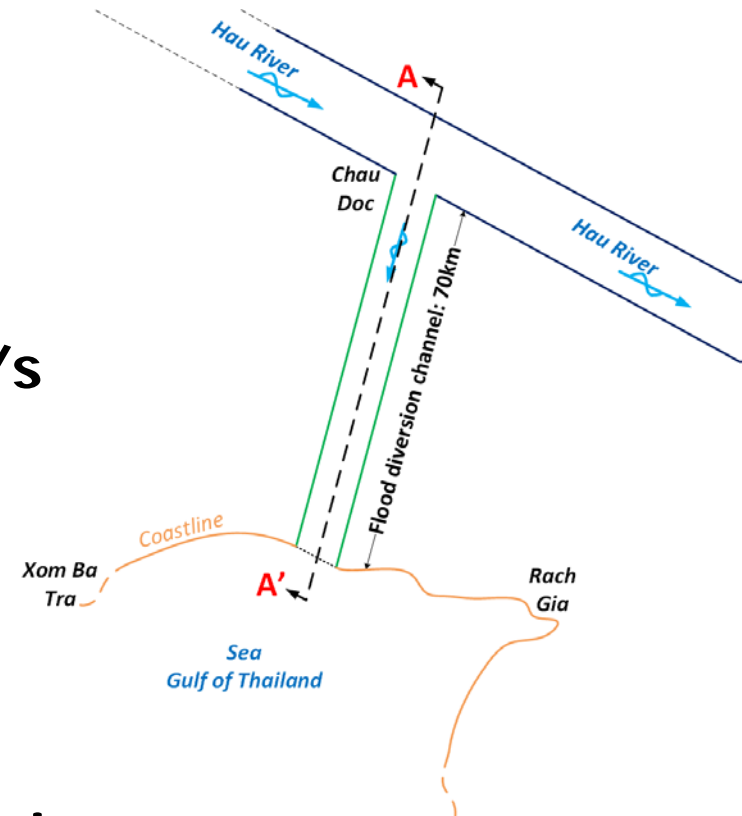 Hau River
A
Chau
Doc
Hau River
Flood diversion channel: 70km
/s
Coastline
Xom Ba
Tra
A'
Rach
Gia
Sea
Gulf of Thailand